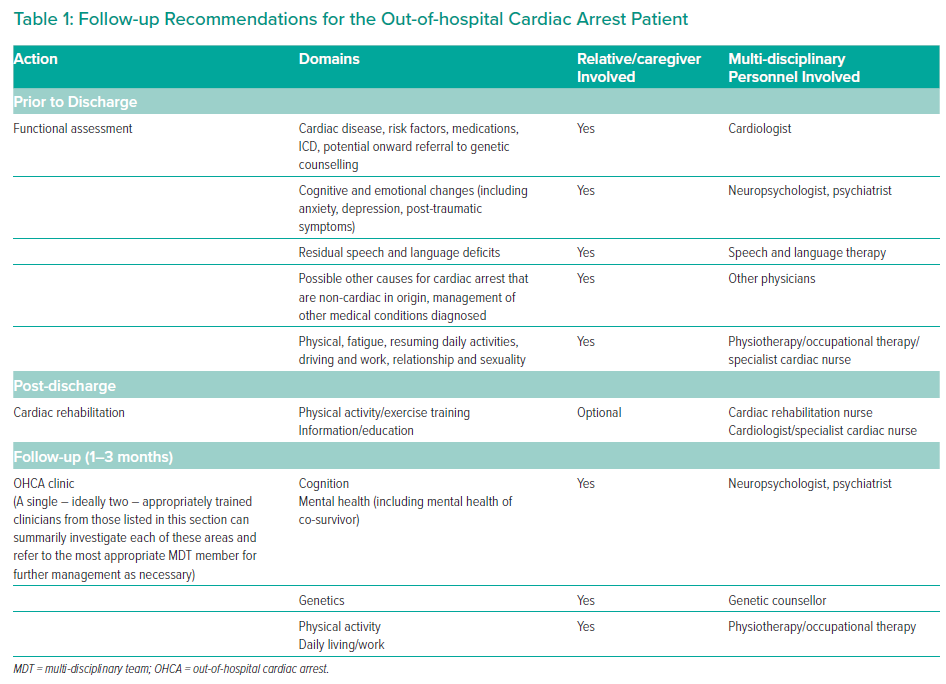 Table 1: Follow-up Recommendations for the Out-of-hospital Cardiac Arrest Patient
Action Domains Relative/caregiver Multi-disciplinary
Involved Personnel Involved
Prior to Discharge
Functional assessment Cardiac disease, risk factors, medications, Yes Cardiologist
ICD, potential onward referral to genetic
counselling
Cognitive and emotional changes (including Yes Neuropsychologist, psychiatrist
anxiety, depression, post-traumatic
symptoms)
Residual speech and language deficits Yes Speech and language therapy
Possible other causes for cardiac arrest that Yes Other physicians
are non-cardiac in origin, management of
other medical conditions diagnosed
Physical, fatigue, resuming daily activities, Yes Physiotherapy/occupational therapy/
driving and work, relationship and sexuality specialist cardiac nurse
Post-discharge
Cardiac rehabilitation Physical activity/exercise training Optional Cardiac rehabilitation nurse
Information/education Cardiologist/specialist cardiac nurse
Follow-up (1–3 months)
OHCA clinic Cognition Yes Neuropsychologist, psychiatrist
(A single – ideally two – appropriately trained Mental health (including mental health of
clinicians from those listed in this section can co-survivor)
summarily investigate each of these areas and
refer to the most appropriate MDT member for
further management as necessary)
Genetics Yes Genetic counsellor
Physical activity Yes Physiotherapy/occupational therapy
Daily living/work
MDT = multi-disciplinary team; OHCA = out-of-hospital cardiac arrest.